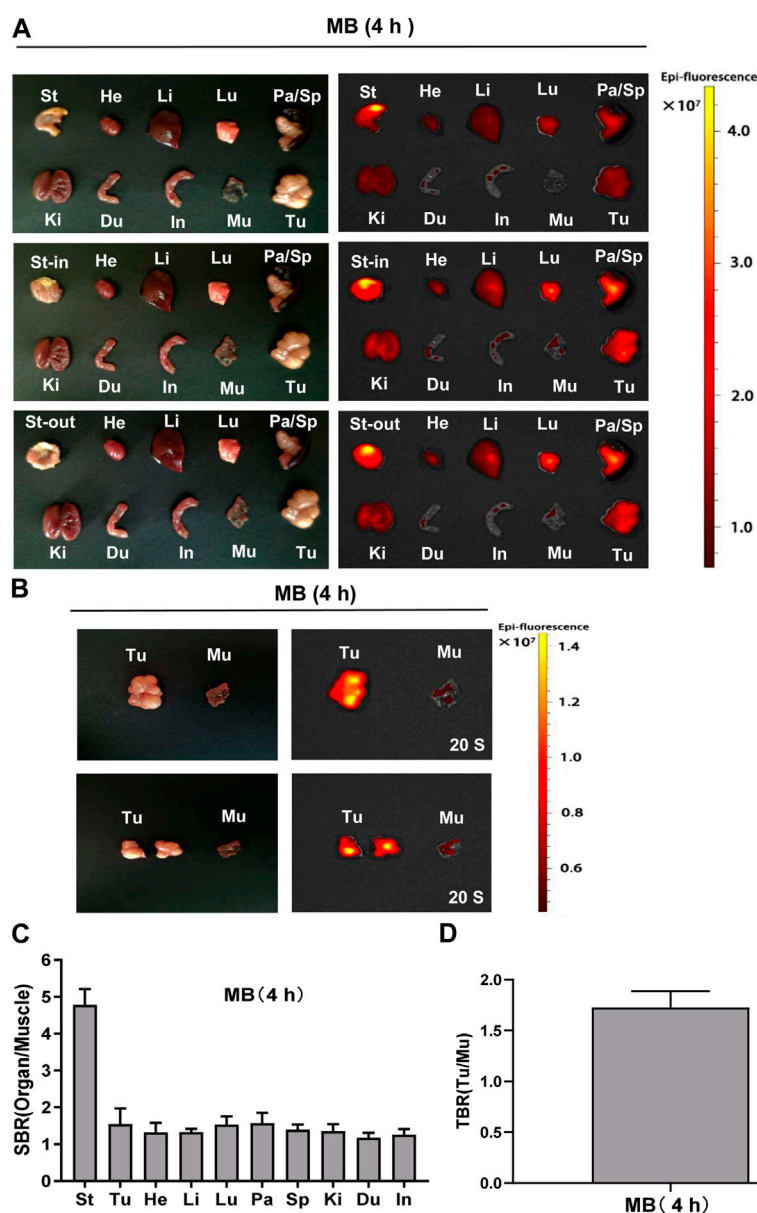 A
MB (4 h)
St He Li Lu Pa/Sp
Ki Du In Mu Tu
St He Li Lu Pa/Sp
Ki Du In Mu Tu
Epi-fluorescence
×10⁷
4.0
3.0
2.0
1.0
St-in He Li Lu Pa/Sp
Ki Du In Mu Tu
St-in He Li Lu Pa/Sp
Ki Du In Mu Tu
St-out He Li Lu Pa/Sp
Ki Du In Mu Tu
St-out He Li Lu Pa/Sp
Ki Du In Mu Tu
B
MB (4 h)
Tu Mu
Tu Mu
20 S
Tu Mu
Tu Mu
20 S
Epi-fluorescence
×10⁷
1.4
1.2
1.0
0.8
0.6
C
MB(4 h)
SBR(Organ/Muscle)
6
5
4
3
2
1
0
St Tu He Li Lu Pa Sp Ki Du In
D
TBR(Tu/Mu)
2.0
1.5
1.0
0.5
0.0
MB(4 h)